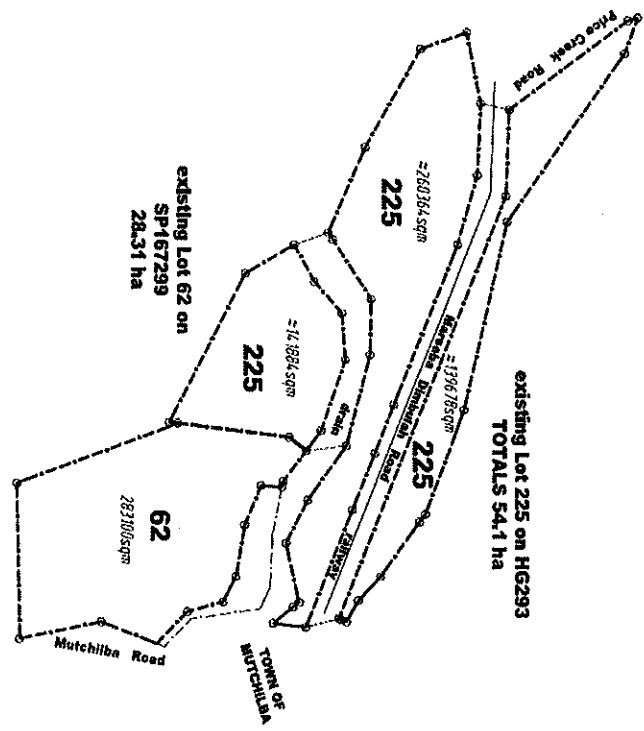 Price Creek Road
≈260364sqm
225
existing Lot 62 on
SP167299
28.31 ha
≈141884sqm
225
drain
Mareeba Dimbulah Road
≈139678sqm
225
existing Lot 225 on HG293
TOTALS 54.1 ha
railway
62
283100sqm
Mutchilba Road
TOWN OF
MUTCHILBA